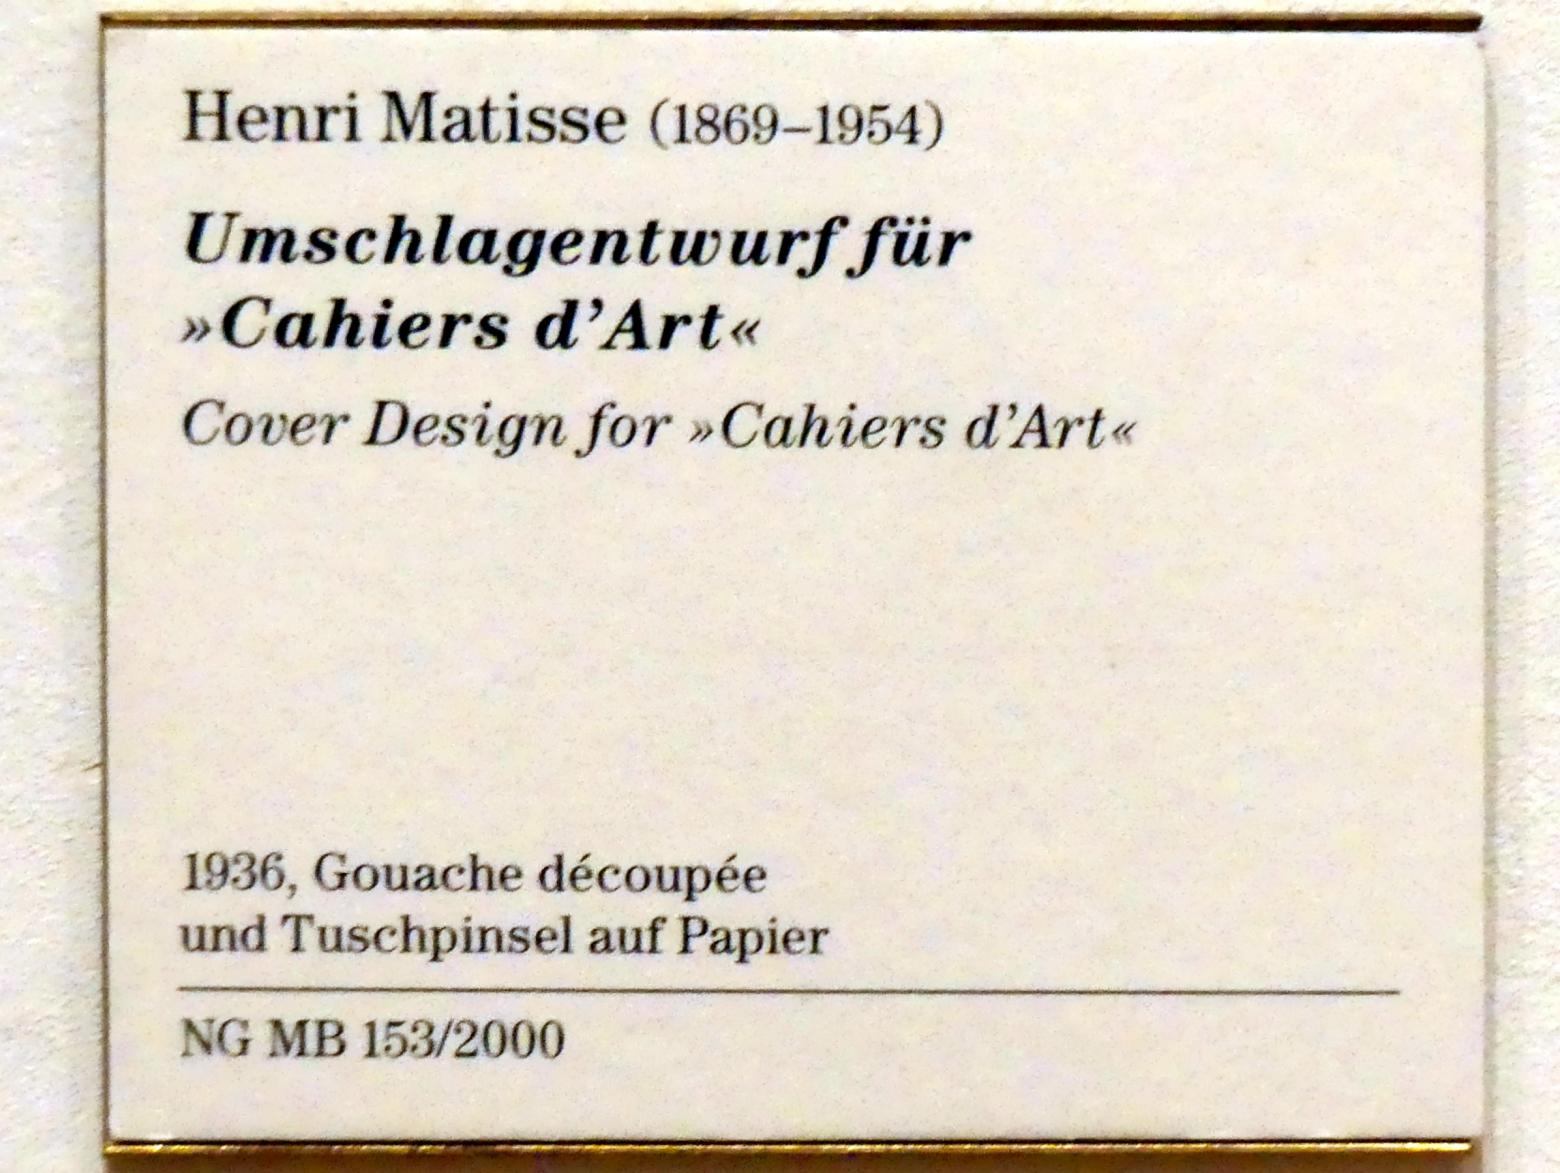 Henri Matisse (1869–1954)
Umschlagentwurf für
»Cahiers d’Art«
Cover Design for »Cahiers d’Art«
1936, Gouache découpée
und Tuschpinsel auf Papier
NG MB 153/2000